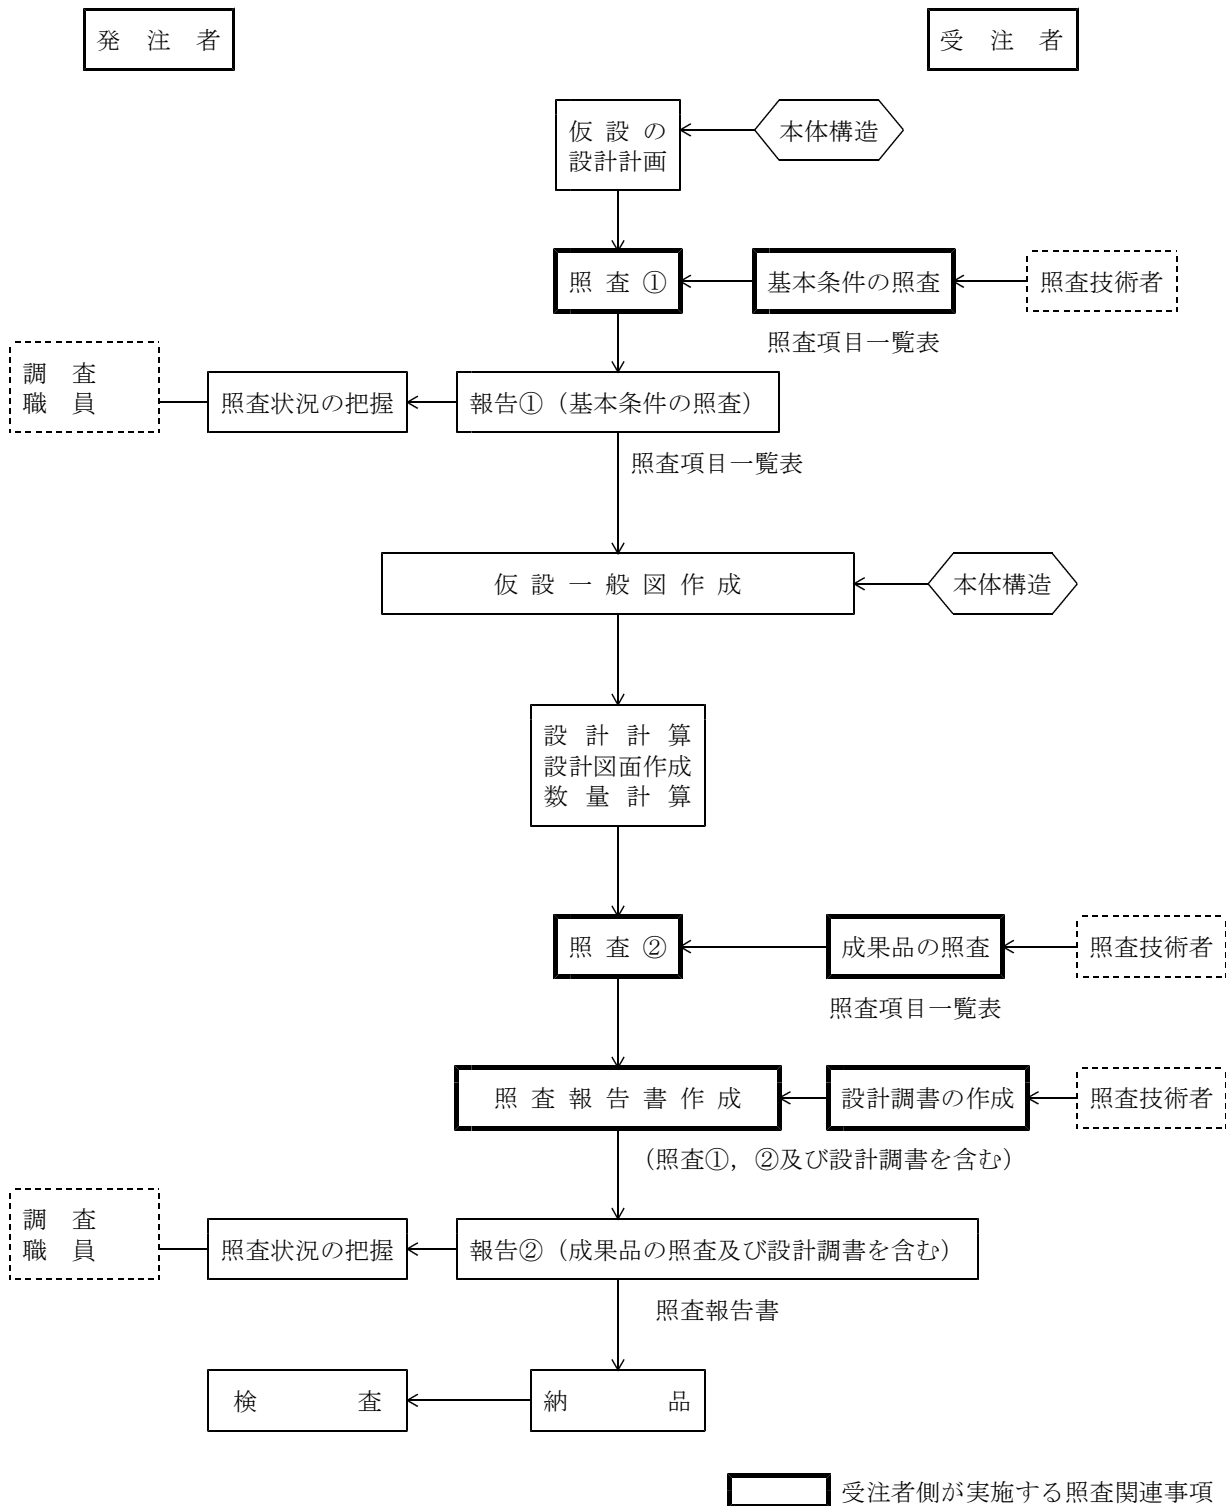 発　注　者
受　注　者
仮 設 の
設計計画
本体構造
照 査 ①
基本条件の照査
照査技術者
照査項目一覧表
調　査
職　員
照査状況の把握
報告①（基本条件の照査）
照査項目一覧表
仮 設 一 般 図 作 成
本体構造
設 計 計 算
設計図面作成
数 量 計 算
照 査 ②
成果品の照査
照査技術者
照査項目一覧表
照 査 報 告 書 作 成
設計調書の作成
照査技術者
（照査①，②及び設計調書を含む）
調　査
職　員
照査状況の把握
報告②（成果品の照査及び設計調書を含む）
照査報告書
検　　　　査
納　　　　品
受注者側が実施する照査関連事項